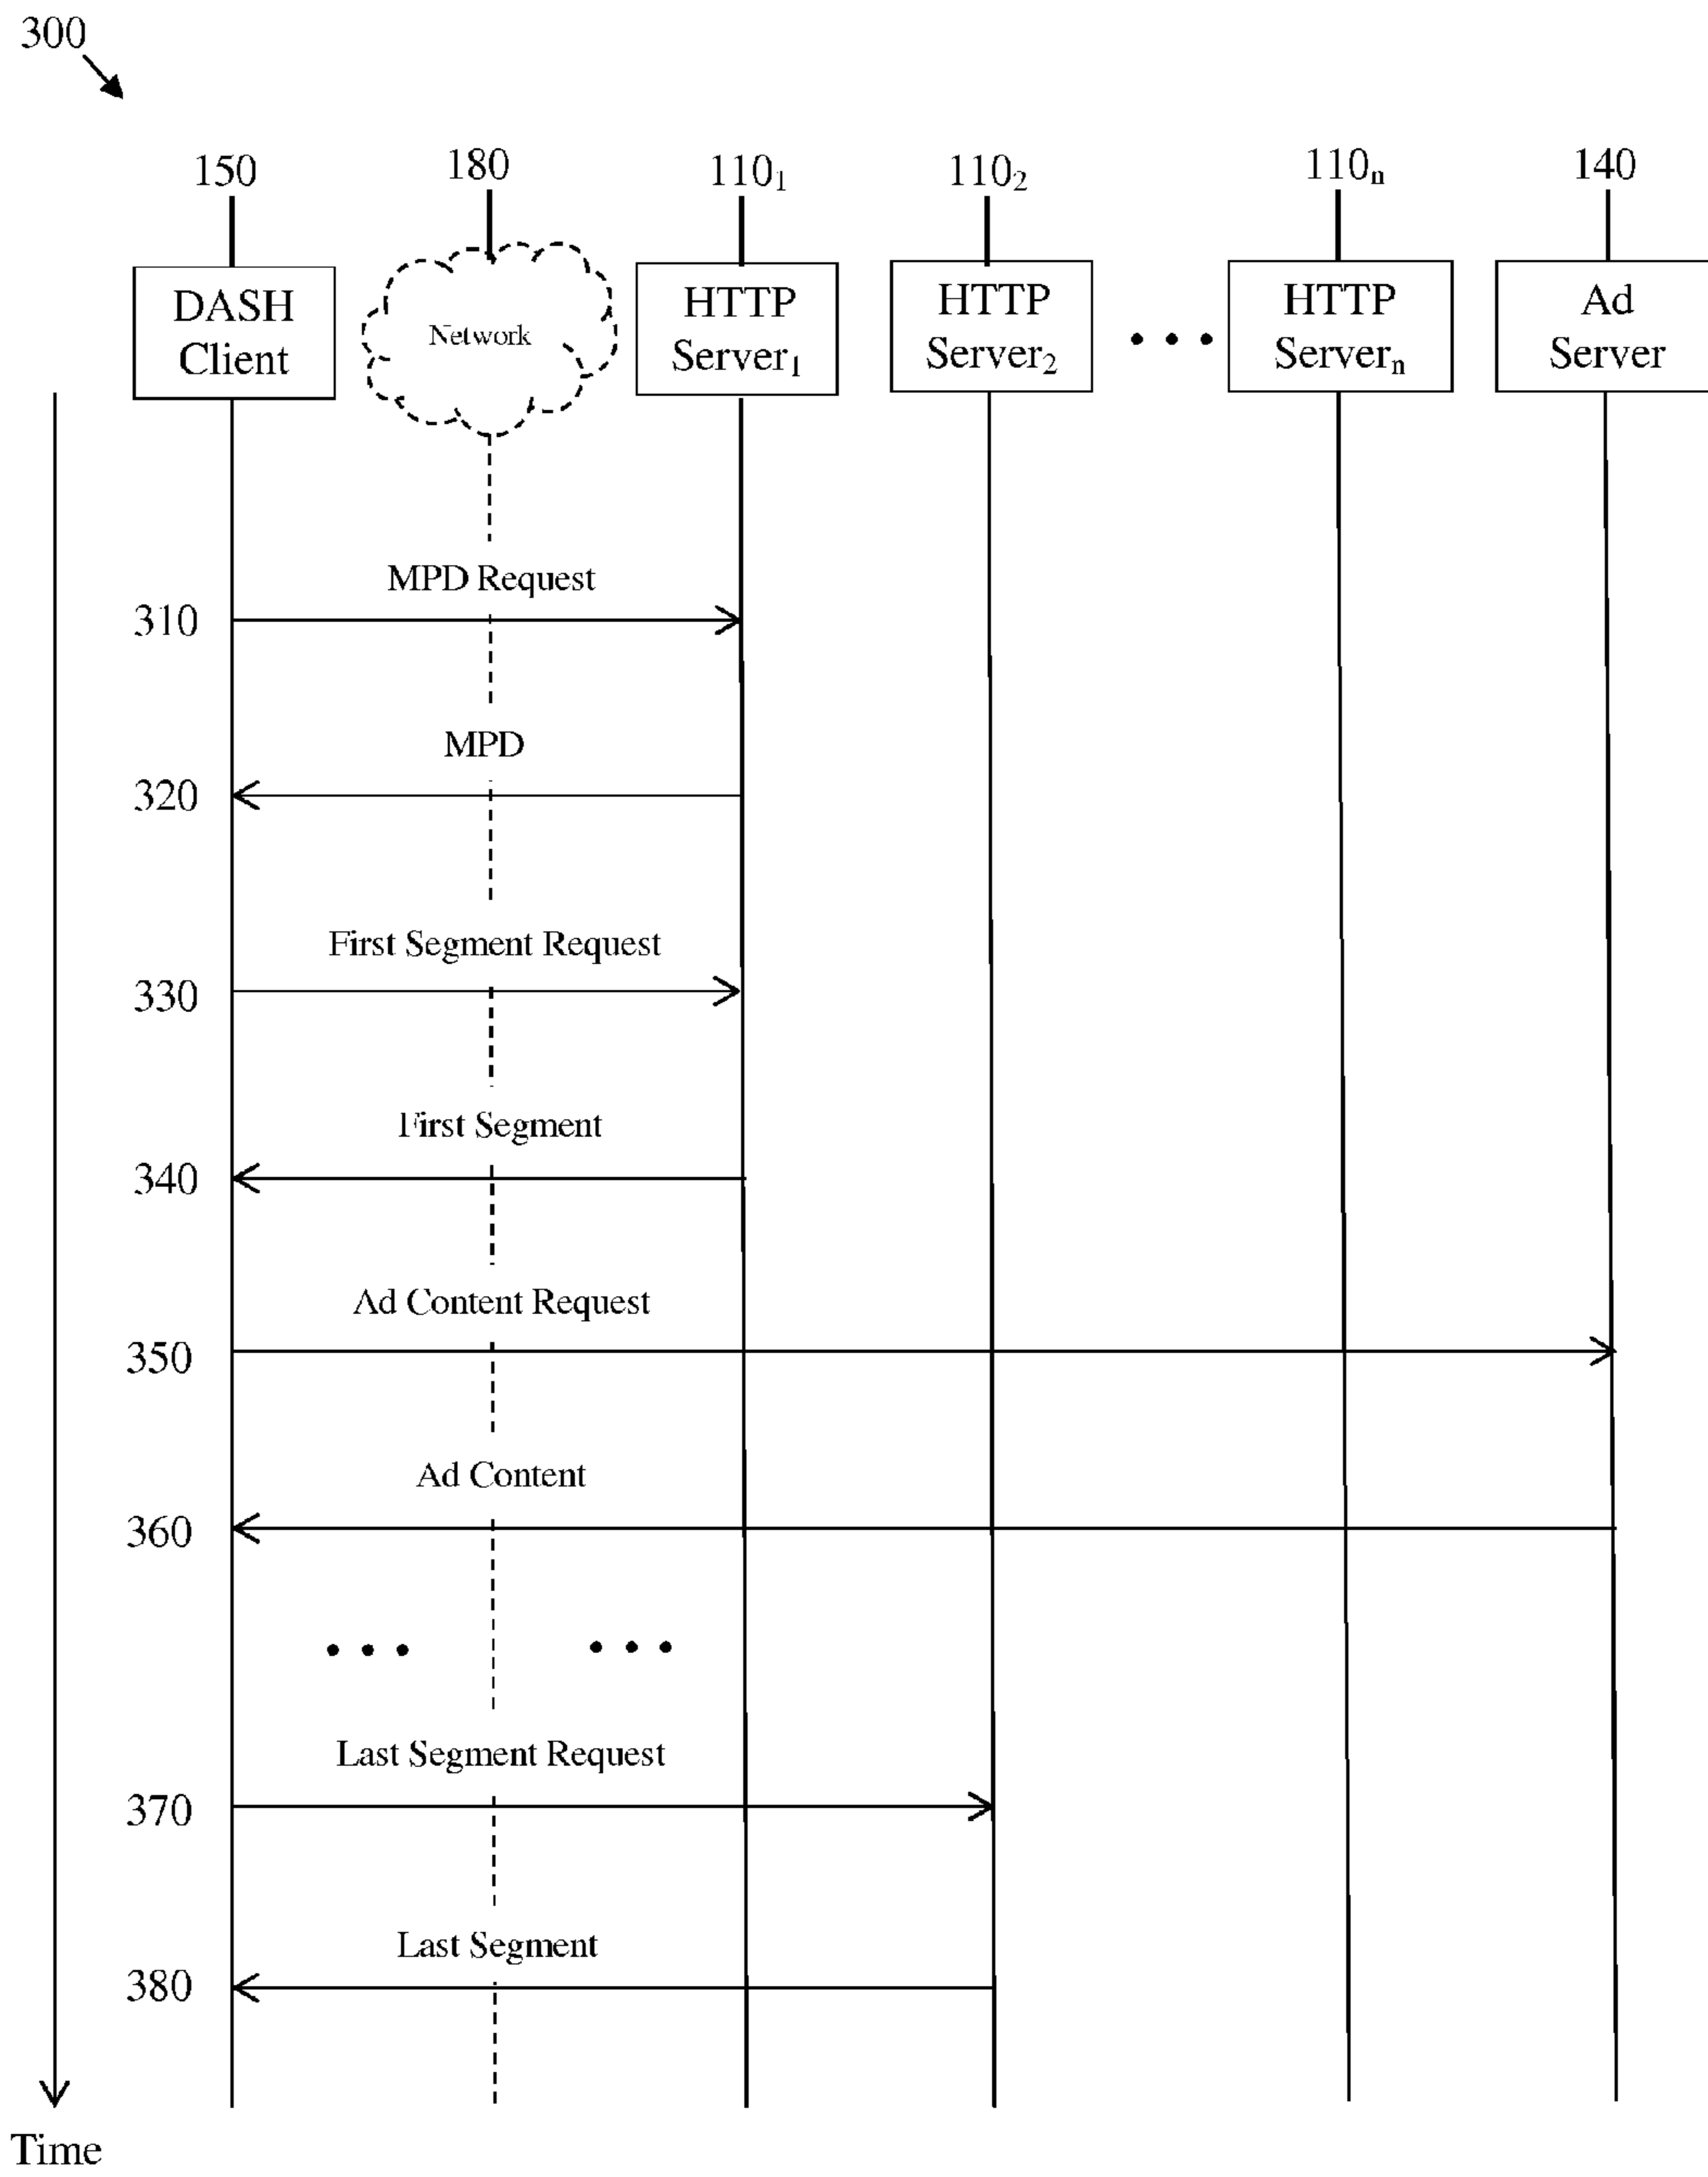 300
150
180
110₁
110₂
110ₙ
140
DASH
Client
Network
HTTP
Server₁
HTTP
Server₂
HTTP
Serverₙ
Ad
Server
MPD Request
310
MPD
320
First Segment Request
330
First Segment
340
Ad Content Request
350
Ad Content
360
Last Segment Request
370
Last Segment
380
Time